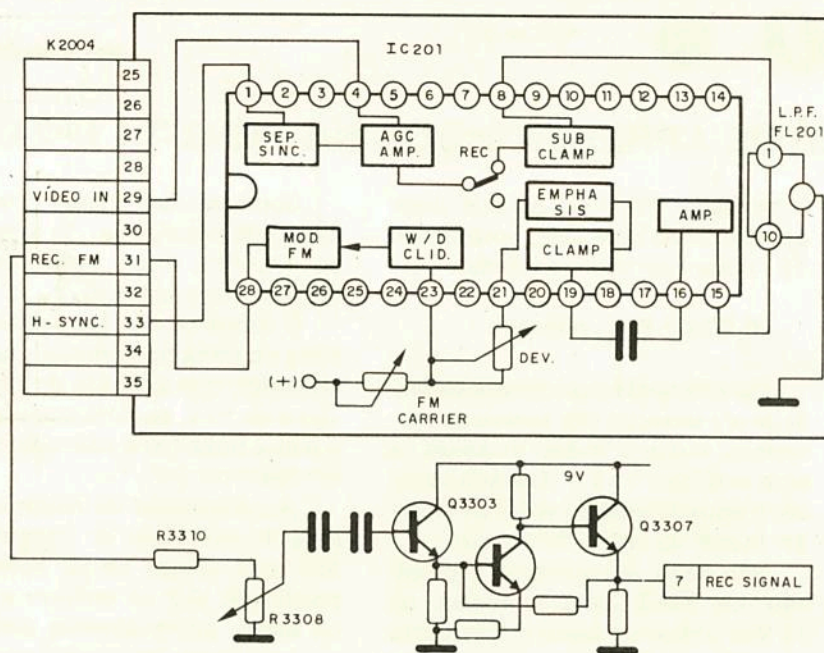 K2004
25
26
27
28
VÍDEO IN 29
30
REC. FM 31
32
H-SYNC. 33
34
35
IC201
1 2 3 4 5 6 7 8 9 10 11 12 13 14
SEP. SINC.
AGC AMP.
REC
SUB CLAMP
EMPHA SIS
CLAMP
AMP.
MOD. FM
W/D CLID.
28 27 26 25 24 23 22 21 20 19 18 17 16 15
L.P.F.
FL201
1
10
(+)
FM CARRIER
DEV.
R3310
R3308
Q3303
9V
Q3307
7 REC SIGNAL